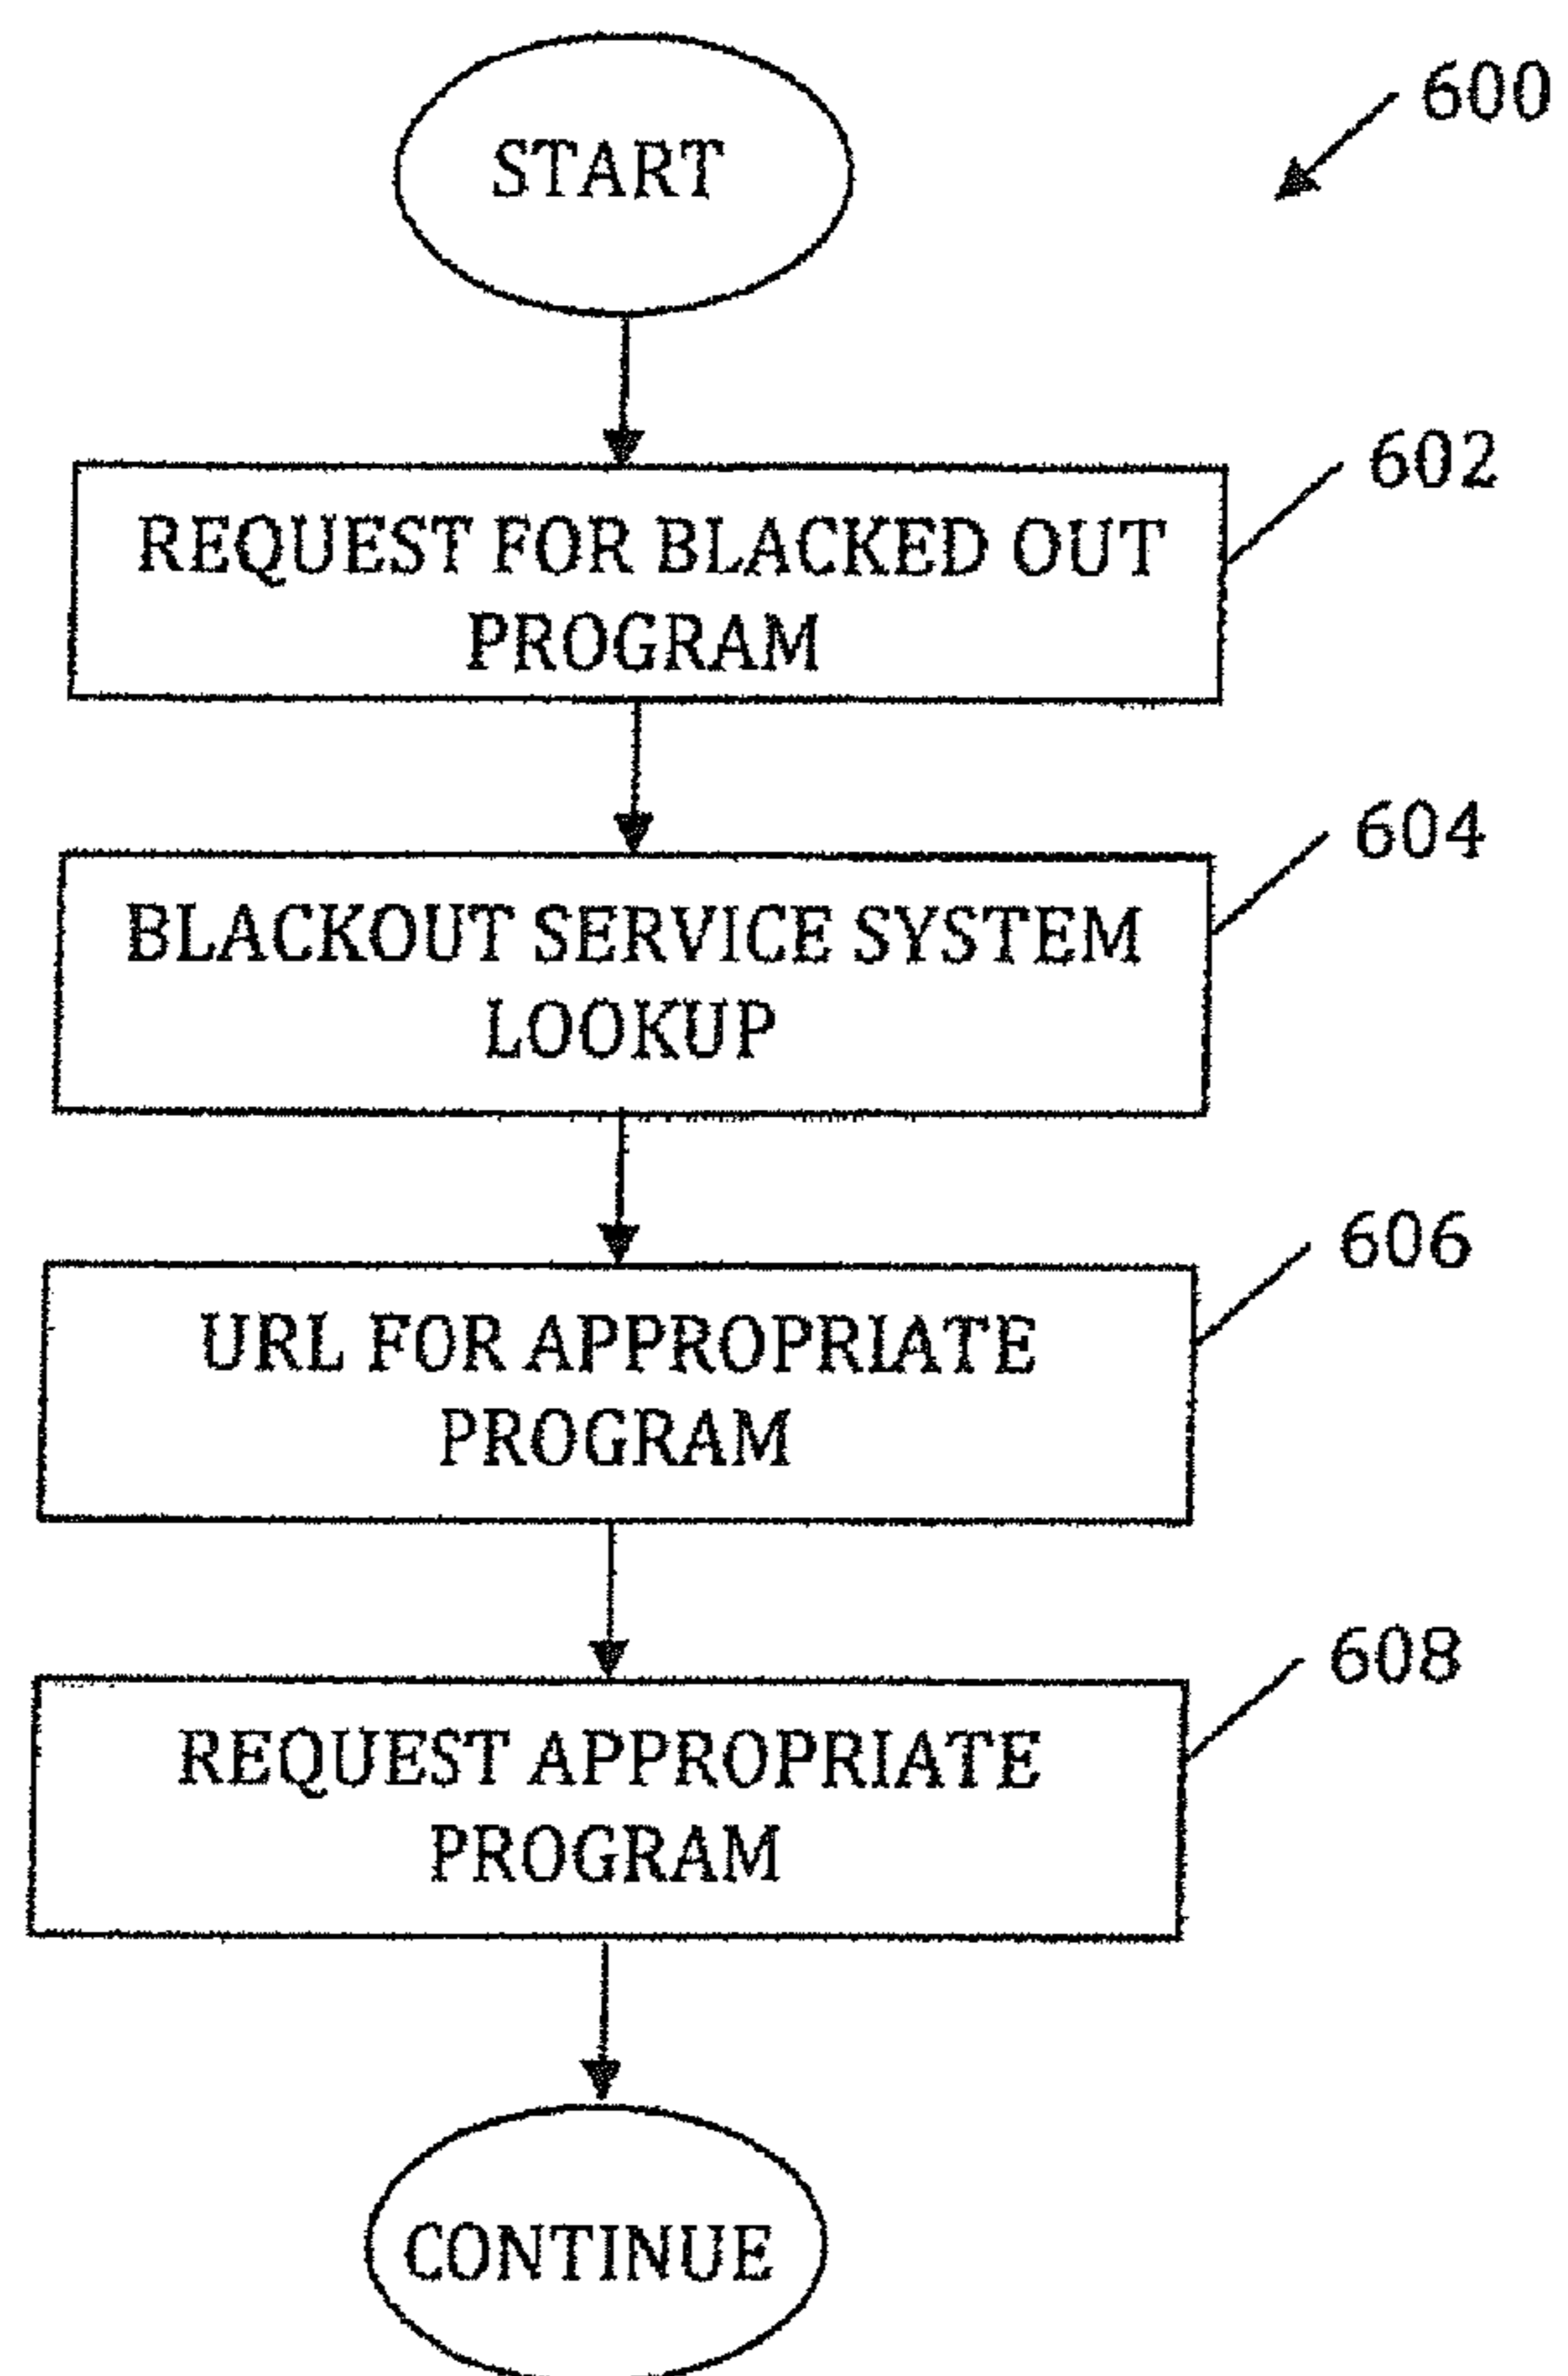 START
600
REQUEST FOR BLACKED OUT
PROGRAM
602
BLACKOUT SERVICE SYSTEM
LOOKUP
604
URL FOR APPROPRIATE
PROGRAM
606
REQUEST APPROPRIATE
PROGRAM
608
CONTINUE